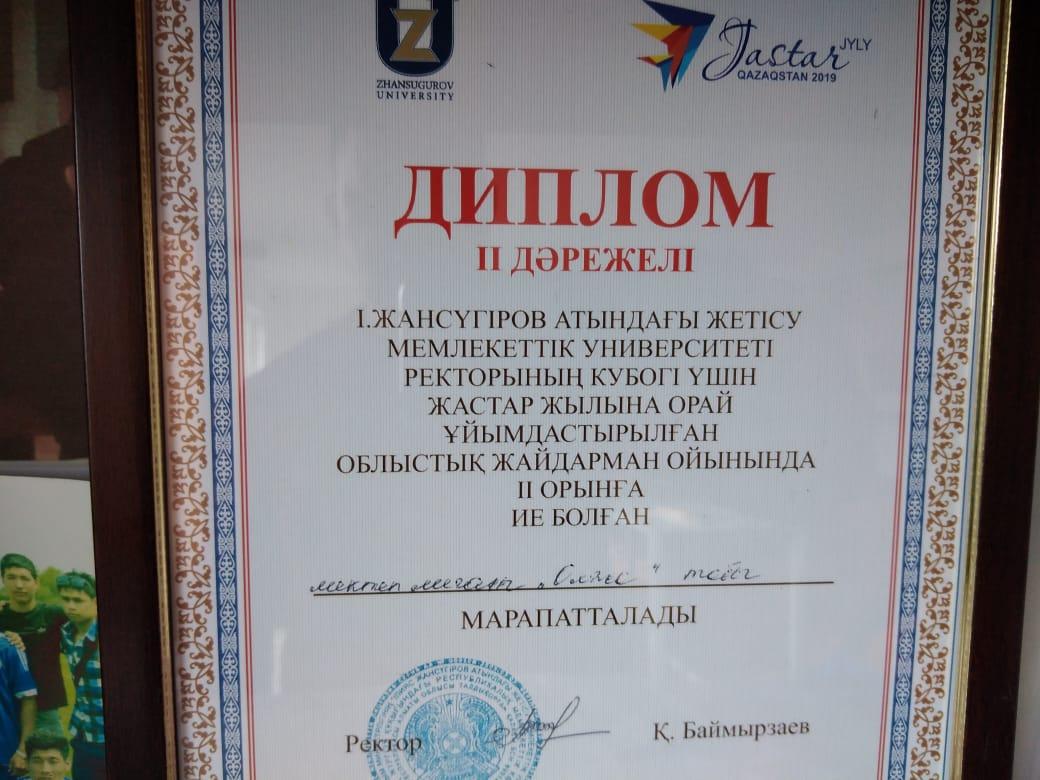 Z
ZHANSUGUROV
UNIVERSITY
Jastar JYLY
QAZAQSTAN 2019
ДИПЛОМ
II ДӘРЕЖЕЛІ
І.ЖАНСҮГІРОВ АТЫНДАҒЫ ЖЕТІСУ
МЕМЛЕКЕТТІК УНИВЕРСИТЕТІ
РЕКТОРЫНЫҢ КУБОГІ ҮШІН
ЖАСТАР ЖЫЛЫНА ОРАЙ
ҰЙЫМДАСТЫРЫЛҒАН
ОБЛЫСТЫҚ ЖАЙДАРМАН ОЙЫНЫНДА
II ОРЫНҒА
ИЕ БОЛҒАН
мектеп
МАРАПАТТАЛАДЫ
Ректор Қ. Баймырзаев